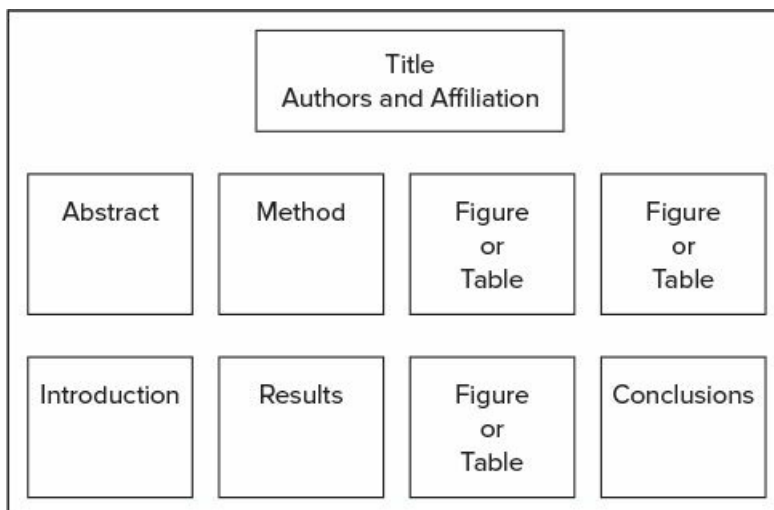 Title
Authors and Affiliation
Abstract
Method
Figure
or
Table
Figure
or
Table
Introduction
Results
Figure
or
Table
Conclusions